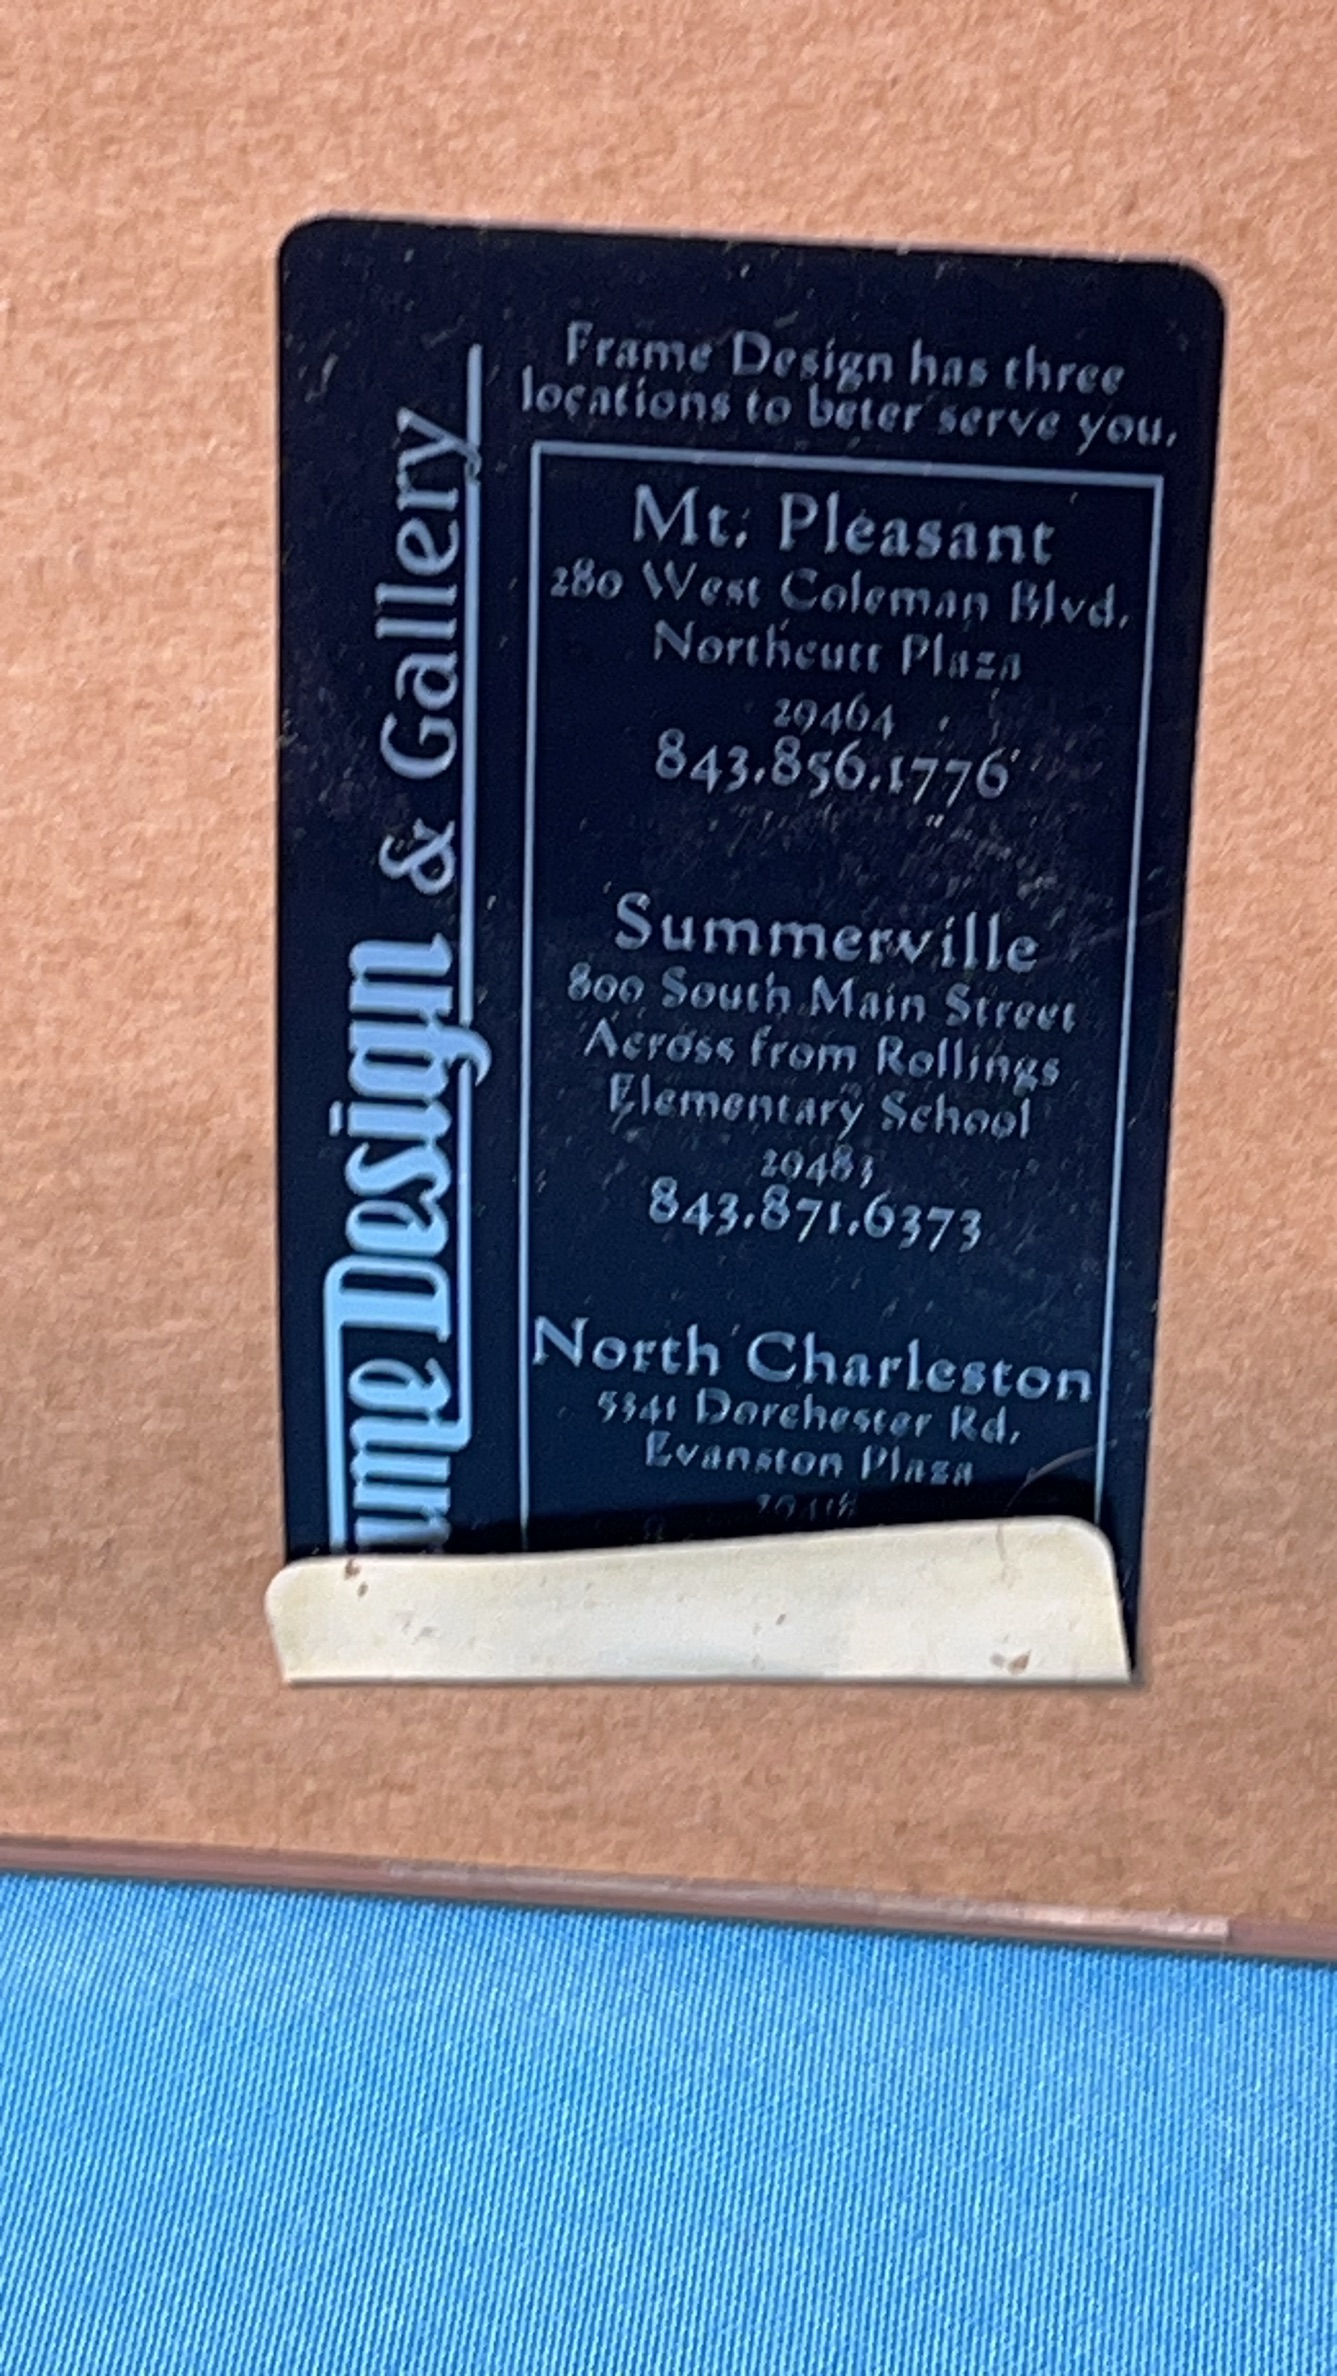 Frame Design has three
locations to beter serve you.
Mt. Pleasant
280 West Coleman Blvd.
Northcutt Plaza
29464
843.856.1776
Summerville
800 South Main Street
Across from Rollings
Elementary School
29483
843.871.6373
North Charleston
5341 Dorchester Rd.
Evanston Plaza
29418
ame Design & Gallery